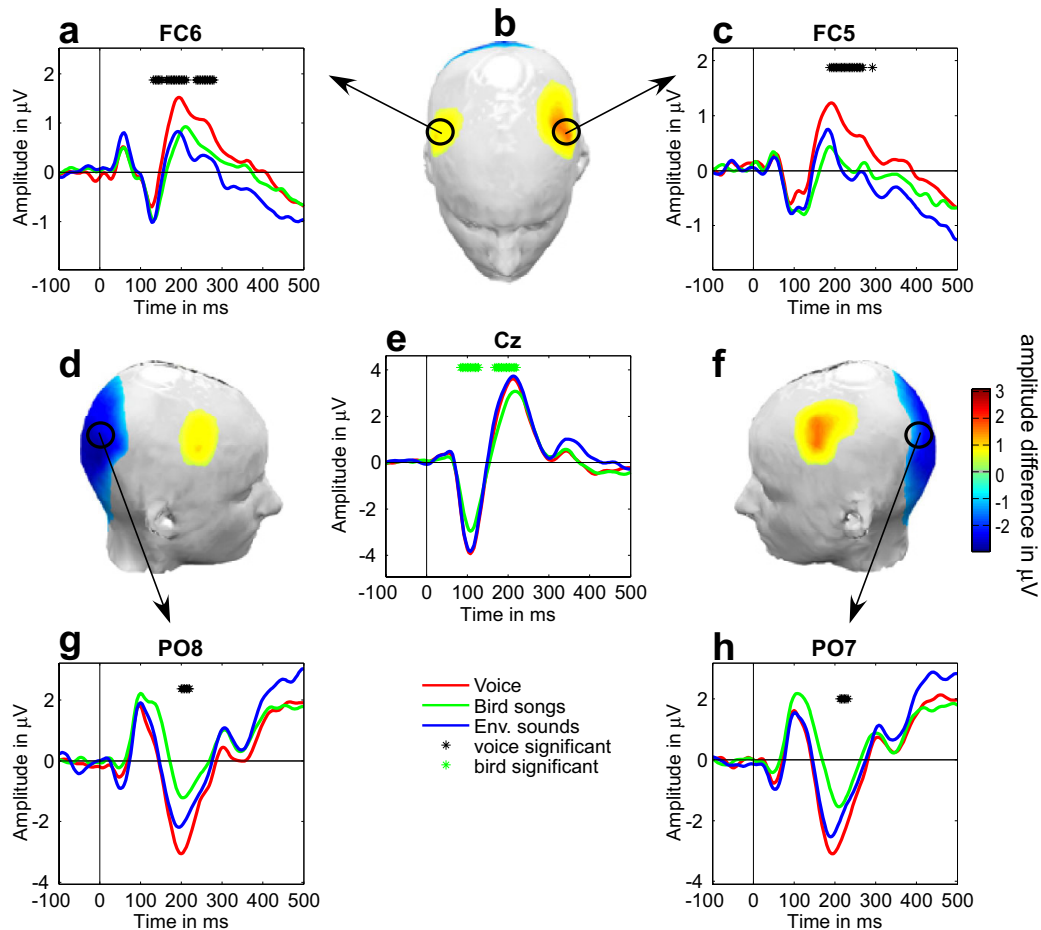 a
FC6
Amplitude in µV
2
1
0
-1
-100 0 100 200 300 400 500
Time in ms
b
c
FC5
Amplitude in µV
2
1
0
-1
-100 0 100 200 300 400 500
Time in ms
d
e
Cz
Amplitude in µV
4
2
0
-2
-4
-100 0 100 200 300 400 500
Time in ms
f
3
2
1
0
-1
-2
amplitude difference in µV
g
PO8
Amplitude in µV
2
0
-2
-4
-100 0 100 200 300 400 500
Time in ms
Voice
Bird songs
Env. sounds
* voice significant
* bird significant
h
PO7
Amplitude in µV
2
0
-2
-4
-100 0 100 200 300 400 500
Time in ms